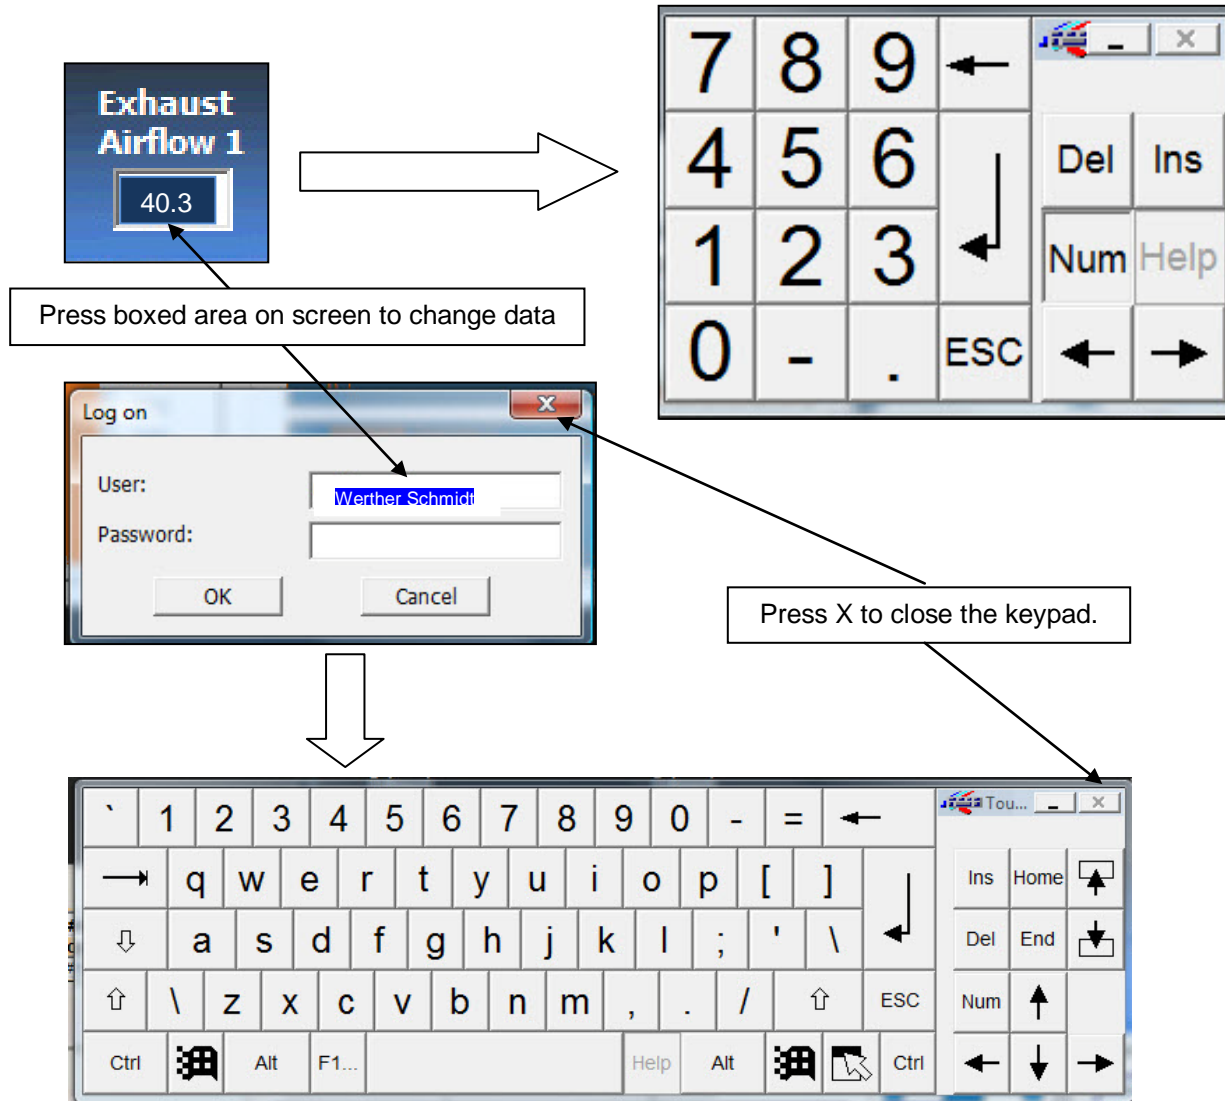 Exhaust
Airflow 1
40.3
Press boxed area on screen to change data
7 8 9
4 5 6 Del Ins
1 2 3 Num Help
0 - . ESC
Log on
User: Werther Schmidt
Password:
OK Cancel
Press X to close the keypad.
` 1 2 3 4 5 6 7 8 9 0 - = Tou...
q w e r t y u i o p [ ] Ins Home
a s d f g h j k l ; ' \ Del End
\ z x c v b n m , . / ESC Num
Ctrl Alt F1... Help Alt Ctrl